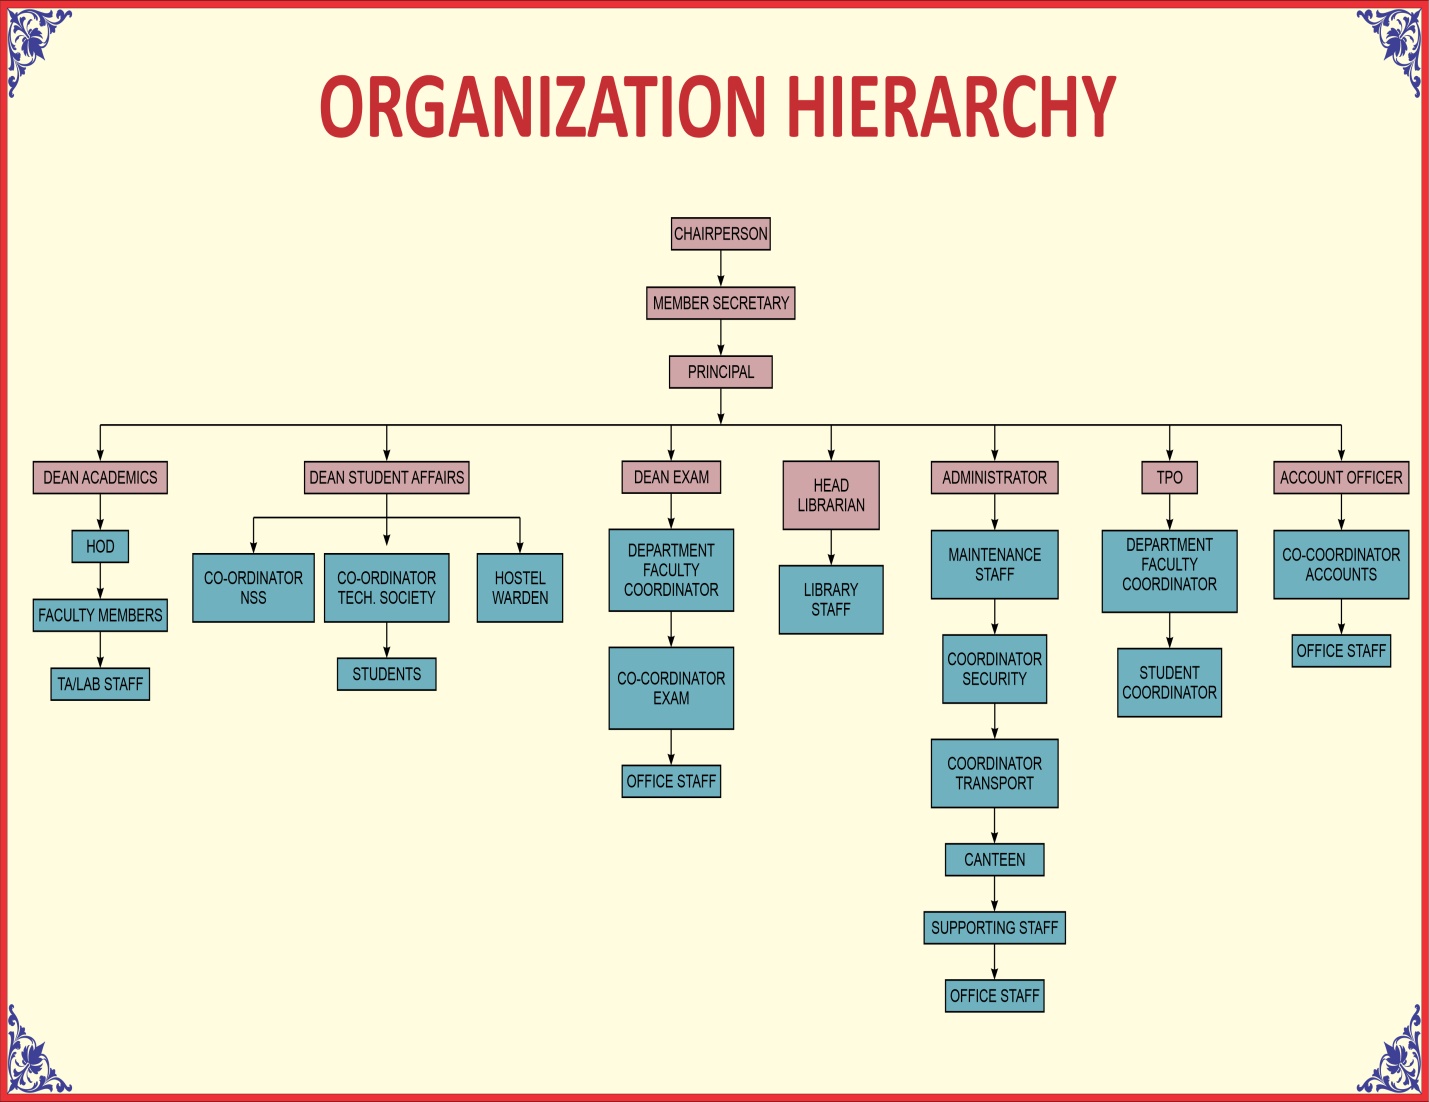 ORGANIZATION HIERARCHY
CHAIRPERSON
MEMBER SECRETARY
PRINCIPAL
DEAN ACADEMICS
HOD
FACULTY MEMBERS
TA/LAB STAFF
DEAN STUDENT AFFAIRS
CO-ORDINATOR
NSS
CO-ORDINATOR
TECH. SOCIETY
STUDENTS
HOSTEL
WARDEN
DEAN EXAM
DEPARTMENT
FACULTY
COORDINATOR
CO-CORDINATOR
EXAM
OFFICE STAFF
HEAD
LIBRARIAN
LIBRARY
STAFF
ADMINISTRATOR
MAINTENANCE
STAFF
COORDINATOR
SECURITY
COORDINATOR
TRANSPORT
CANTEEN
SUPPORTING STAFF
OFFICE STAFF
TPO
DEPARTMENT
FACULTY
COORDINATOR
STUDENT
COORDINATOR
ACCOUNT OFFICER
CO-COORDINATOR
ACCOUNTS
OFFICE STAFF